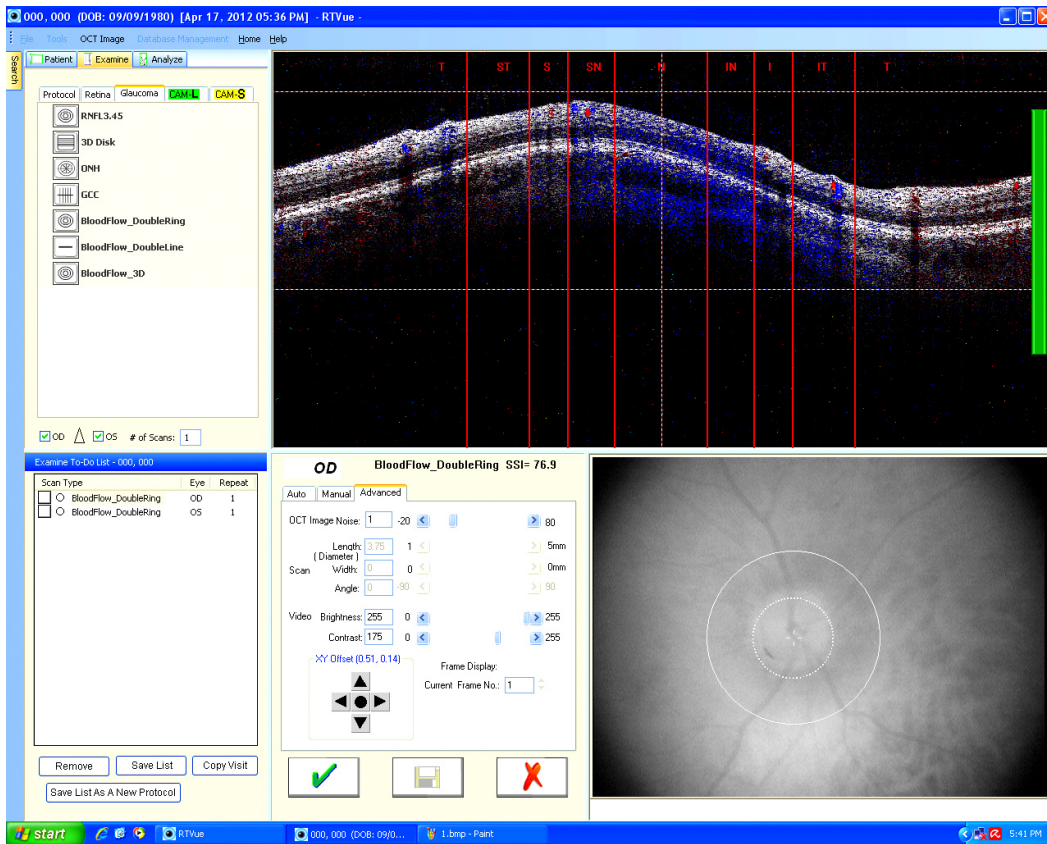 000, 000 (DOB: 09/09/1980) [Apr 17, 2012 05:36 PM] - RTVue -
File Tools OCT Image Database Management Home Help
Search
Patient Examine Analyze
Protocol Retina Glaucoma CAM-L CAM-S
RNFL3.45
3D Disk
ONH
GCC
BloodFlow_DoubleRing
BloodFlow_DoubleLine
BloodFlow_3D
OD OS # of Scans: 1
T ST S SN N IN I IT T
Examine To-Do List - 000, 000
Scan Type Eye Repeat
BloodFlow_DoubleRing OD 1
BloodFlow_DoubleRing OS 1
Remove Save List Copy Visit
Save List As A New Protocol
OD BloodFlow_DoubleRing SSI= 76.9
Auto Manual Advanced
OCT Image Noise: 1 -20 80
Length: 3.75 1 5mm
( Diameter )
Scan Width: 0 0 0mm
Angle: 0 -90 90
Video Brightness: 255 0 255
Contrast: 175 0 255
XY Offset (0.51, 0.14)
Frame Display:
Current Frame No.: 1
start RTVue 000, 000 (DOB: 09/0... 1.bmp - Paint 5:41 PM